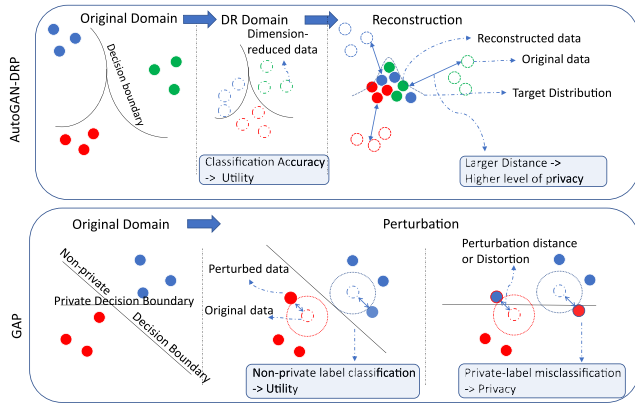 AutoGAN-DRP
Original Domain
DR Domain
Reconstruction
Decision boundary
Dimension-
reduced data
Reconstructed data
Original data
Target Distribution
Classification Accuracy
-> Utility
Larger Distance ->
Higher level of privacy
GAP
Original Domain
Perturbation
Non-private
Decision Boundary
Private Decision Boundary
Perturbed data
Original data
Perturbation distance
or Distortion
Non-private label classification
-> Utility
Private-label misclassification
-> Privacy